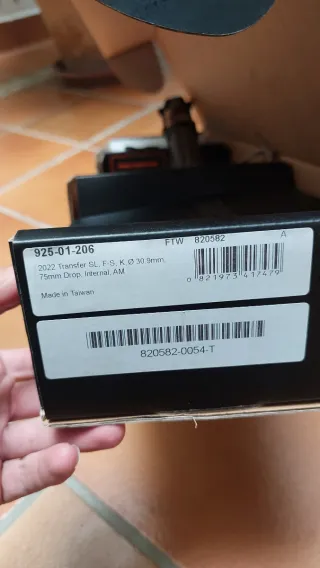 925-01-206
FTW 820582 A
2022 Transfer SL, F-S, K, Ø 30.9mm,
75mm Drop, Internal, AM
Made in Taiwan
0 821973 417479
820582-0054-T